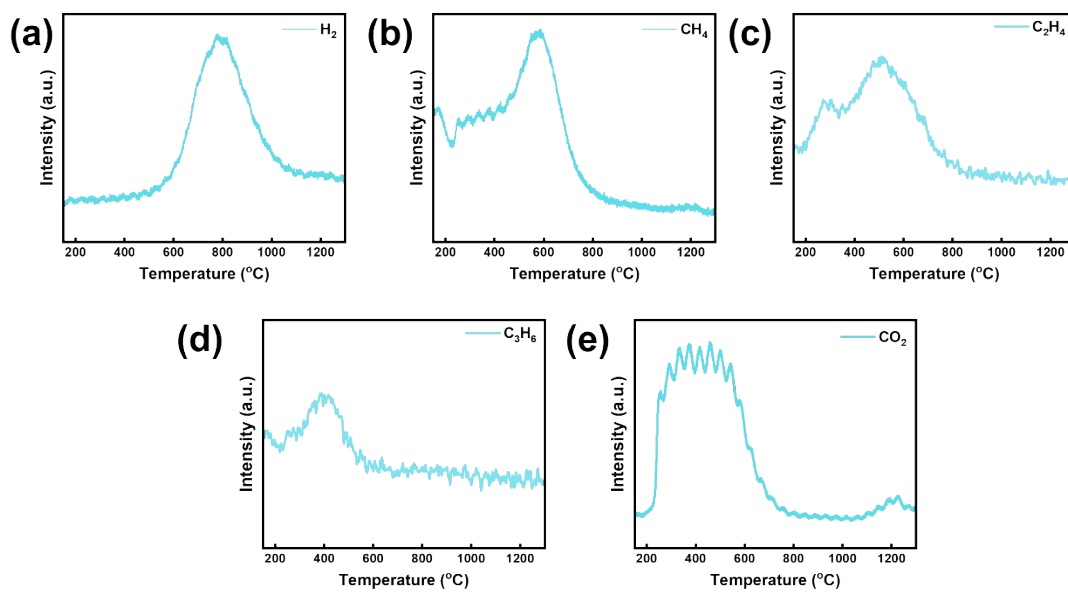 (a)
H₂
Intensity (a.u.)
200 400 600 800 1000 1200
Temperature (°C)
(b)
CH₄
Intensity (a.u.)
200 400 600 800 1000 1200
Temperature (°C)
(c)
C₂H₄
Intensity (a.u.)
200 400 600 800 1000 1200
Temperature (°C)
(d)
C₃H₆
Intensity (a.u.)
200 400 600 800 1000 1200
Temperature (°C)
(e)
CO₂
Intensity (a.u.)
200 400 600 800 1000 1200
Temperature (°C)